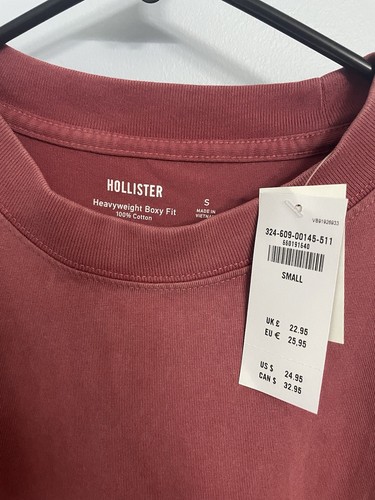 HOLLISTER
Heavyweight Boxy Fit
100% Cotton
S
MADE IN
324-609-00145-511
660191640
SMALL
UK £ 22.95
EU € 25,95
US $ 24.95
CAN $ 32.95